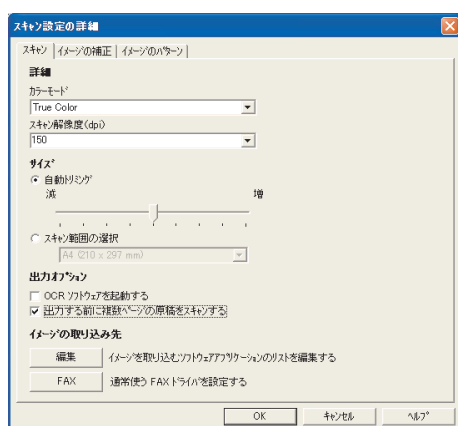 スキャン設定の詳細
スキャン イメージの補正 イメージのパターン
詳細
カラーモード
True Color
スキャン解像度(dpi)
150
サイズ
自動トリミング
減 増
スキャン範囲の選択
A4 (210 x 297 mm)
出力オプション
OCR ソフトウェアを起動する
出力する前に複数ページの原稿をスキャンする
イメージの取り込み先
編集 イメージを取り込むソフトウェアアプリケーションのリストを編集する
FAX 通常使う FAX ドライバを設定する
OK キャンセル ヘルプ